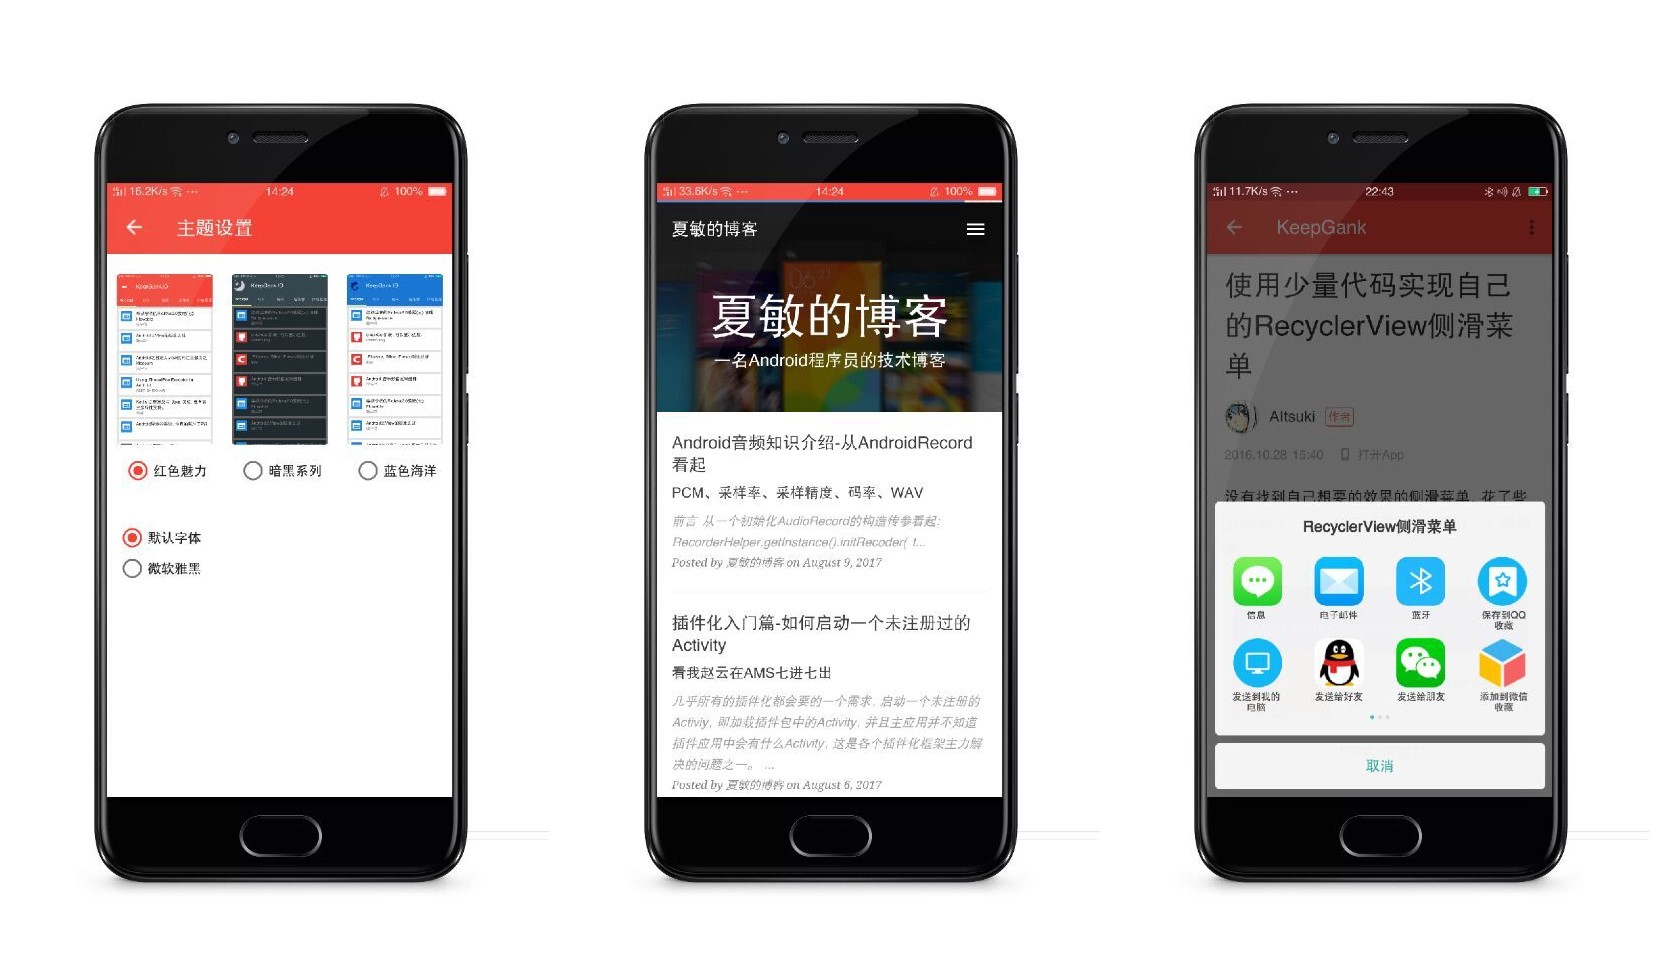 16.2K/s
14:24
100%
主题设置
KeepGank.IO
KeepGank.IO
KeepGank.IO
红色魅力
暗黑系列
蓝色海洋
默认字体
微软雅黑
33.6K/s
14:24
100%
夏敏的博客
夏敏的博客
一名Android程序员的技术博客
Android音频知识介绍-从AndroidRecord
看起
PCM、采样率、采样精度、码率、WAV
前言 从一个初始化AudioRecord的构造传参看起:
RecorderHelper.getInstance().initRecoder( t...
Posted by 夏敏的博客 on August 9, 2017
插件化入门篇-如何启动一个未注册过的
Activity
看我赵云在AMS七进七出
几乎所有的插件化都会要的一个需求, 启动一个未注册的
Activiy, 即加载插件包中的Activity, 并且主应用并不知道
插件应用中会有什么Activity, 这是各个插件化框架主力解
决的问题之一。 ...
Posted by 夏敏的博客 on August 6, 2017
11.7K/s
22:43
KeepGank
使用少量代码实现自己
的RecyclerView侧滑菜
单
AItsuki 作者
2016.10.28 15:40 打开App
没有找到自己想要的效果的侧滑菜单, 花了些
RecyclerView侧滑菜单
信息
电子邮件
蓝牙
保存到QQ
收藏
发送到我的
电脑
发送给好友
发送给朋友
添加到微信
收藏
取消